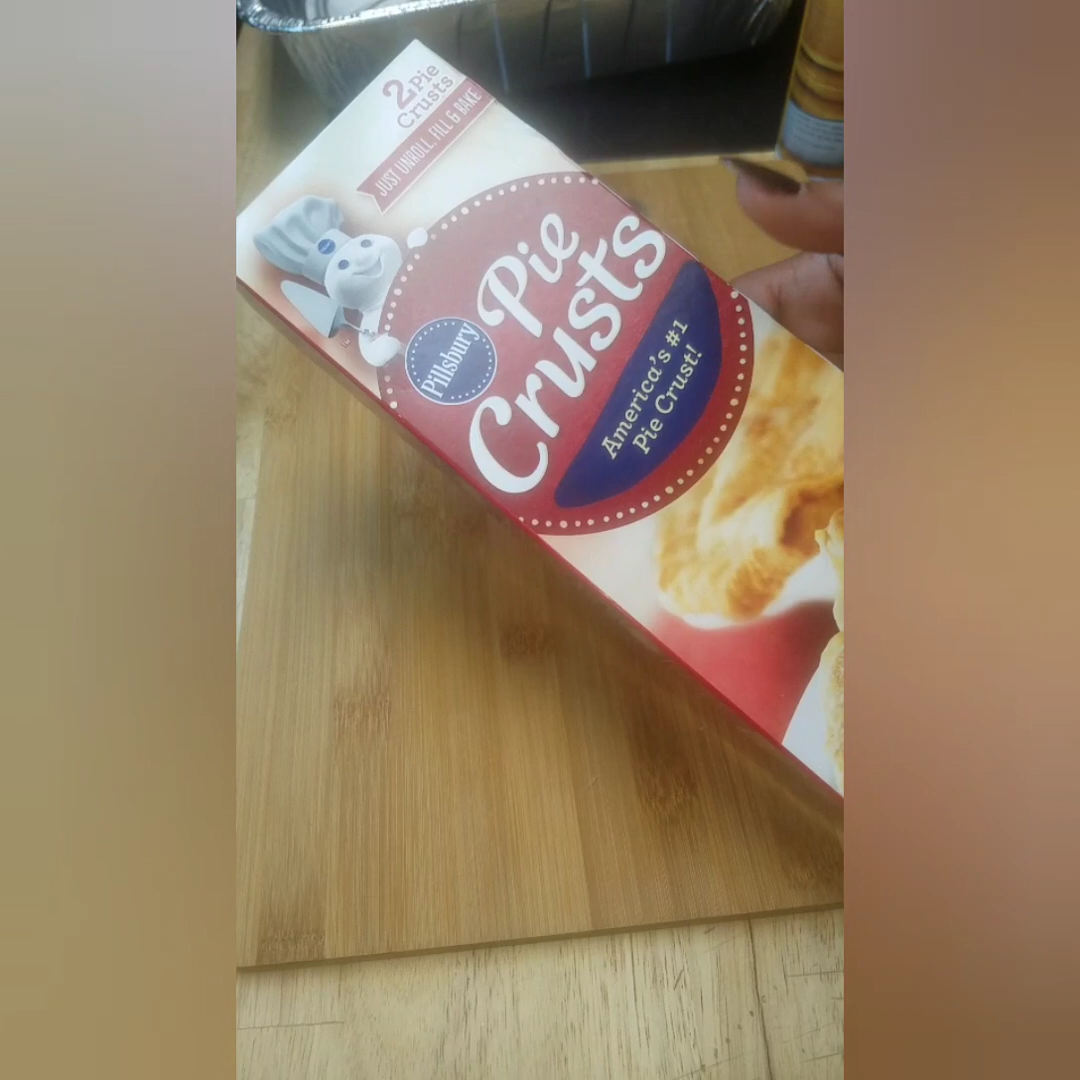 2 Pie
Crusts
JUST UNROLL, FILL & BAKE
Pillsbury
Pie
Crusts
America's #1
Pie Crust!